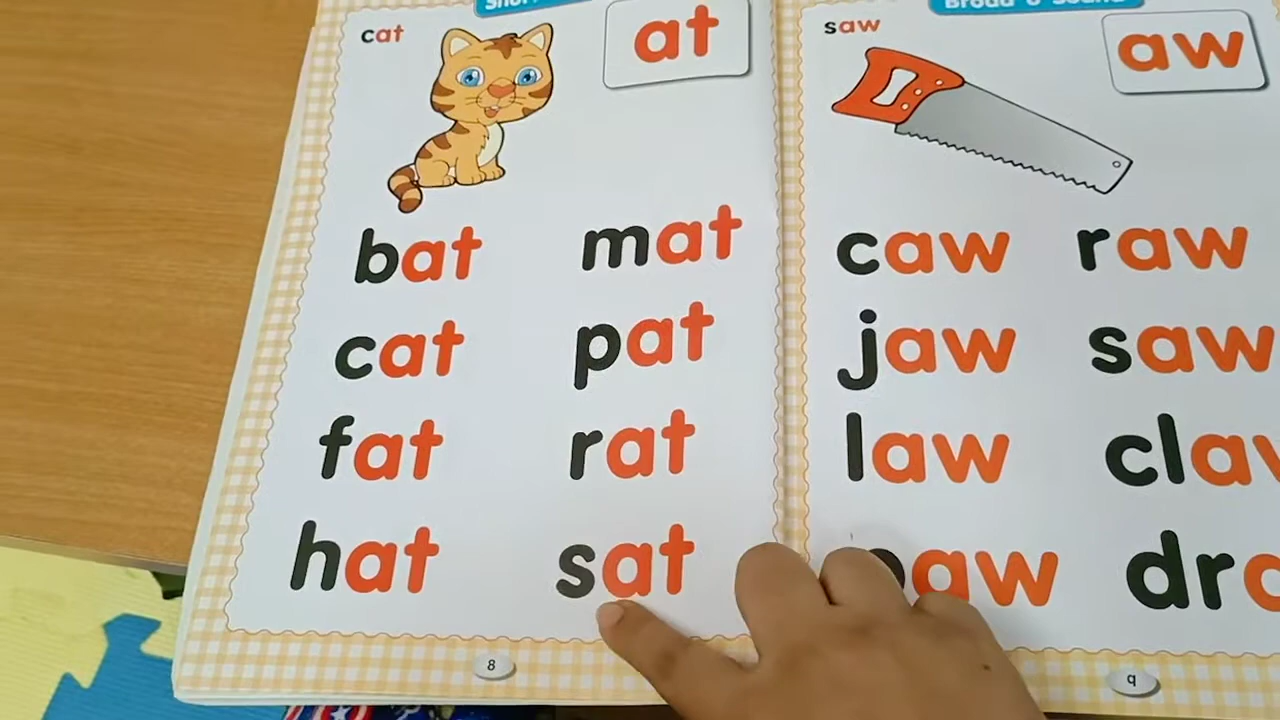 cat
at
bat mat
cat pat
fat rat
hat sat
8
saw
aw
caw raw
jaw saw
law
9